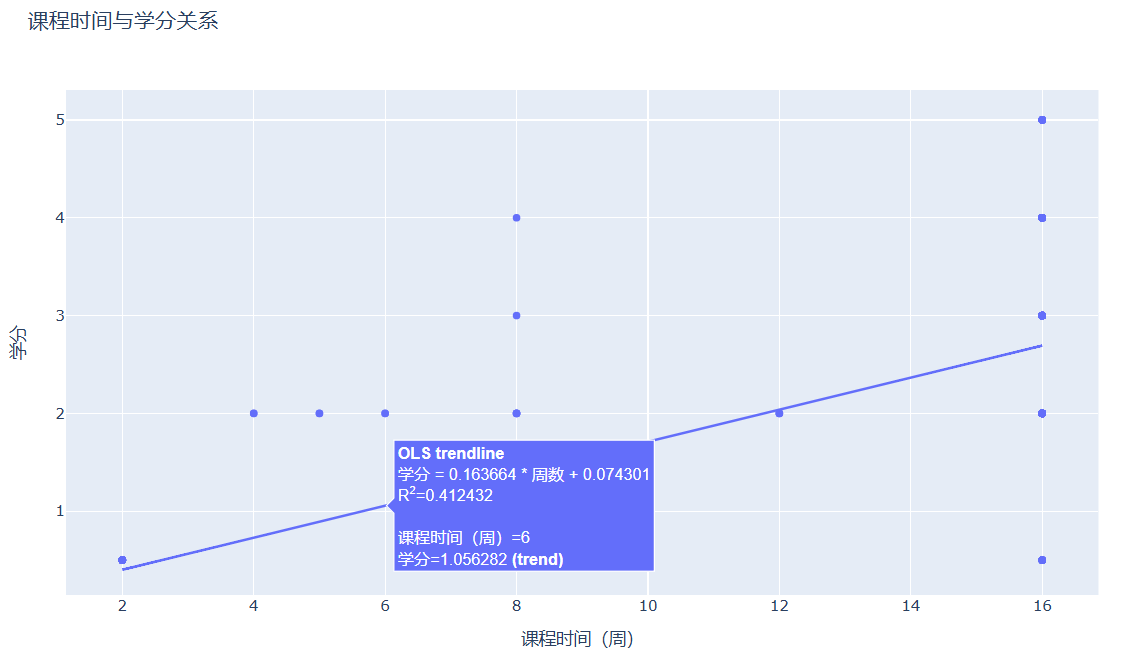 课程时间与学分关系
5
4
3
2
1
学分
OLS trendline
学分 = 0.163664 * 周数 + 0.074301
R²=0.412432
课程时间（周）=6
学分=1.056282 (trend)
2 4 6 8 10 12 14 16
课程时间（周）